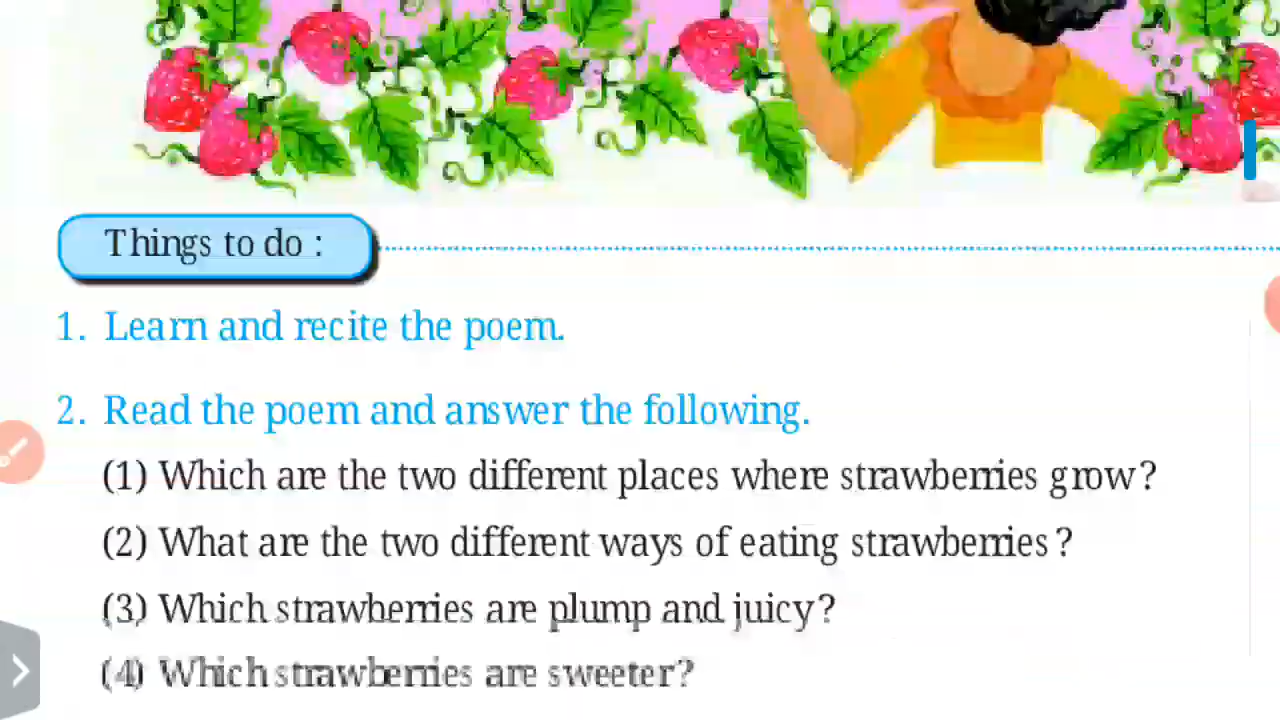 Things to do :
1. Learn and recite the poem.
2. Read the poem and answer the following.
(1) Which are the two different places where strawberries grow?
(2) What are the two different ways of eating strawberries?
(3) Which strawberries are plump and juicy?
(4) Which strawberries are sweeter?